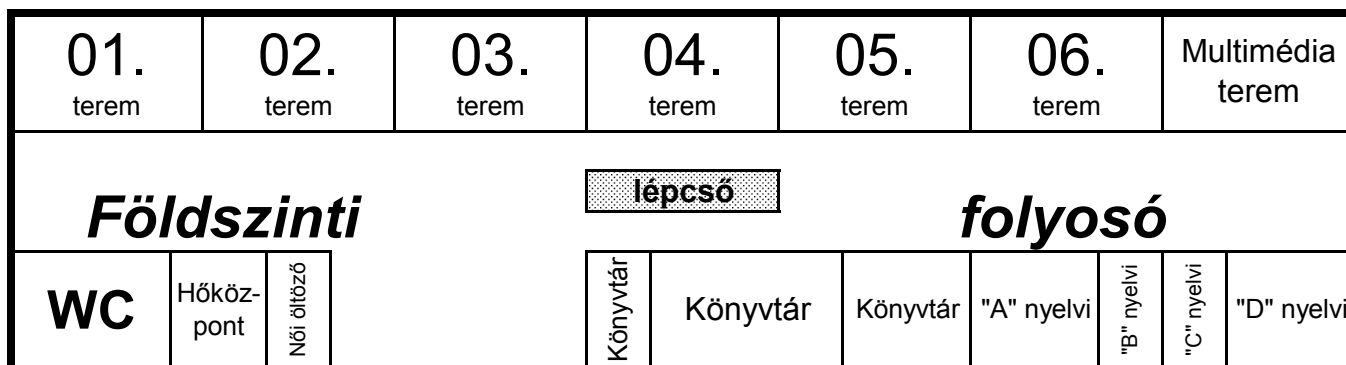 01.
terem
02.
terem
03.
terem
04.
terem
05.
terem
06.
terem
Multimédia
terem
lépcső
Földszinti
folyosó
WC
Hőköz-
pont
Női öltöző
Könyvtár
Könyvtár
Könyvtár
"A" nyelvi
"B" nyelvi
"C" nyelvi
"D" nyelvi